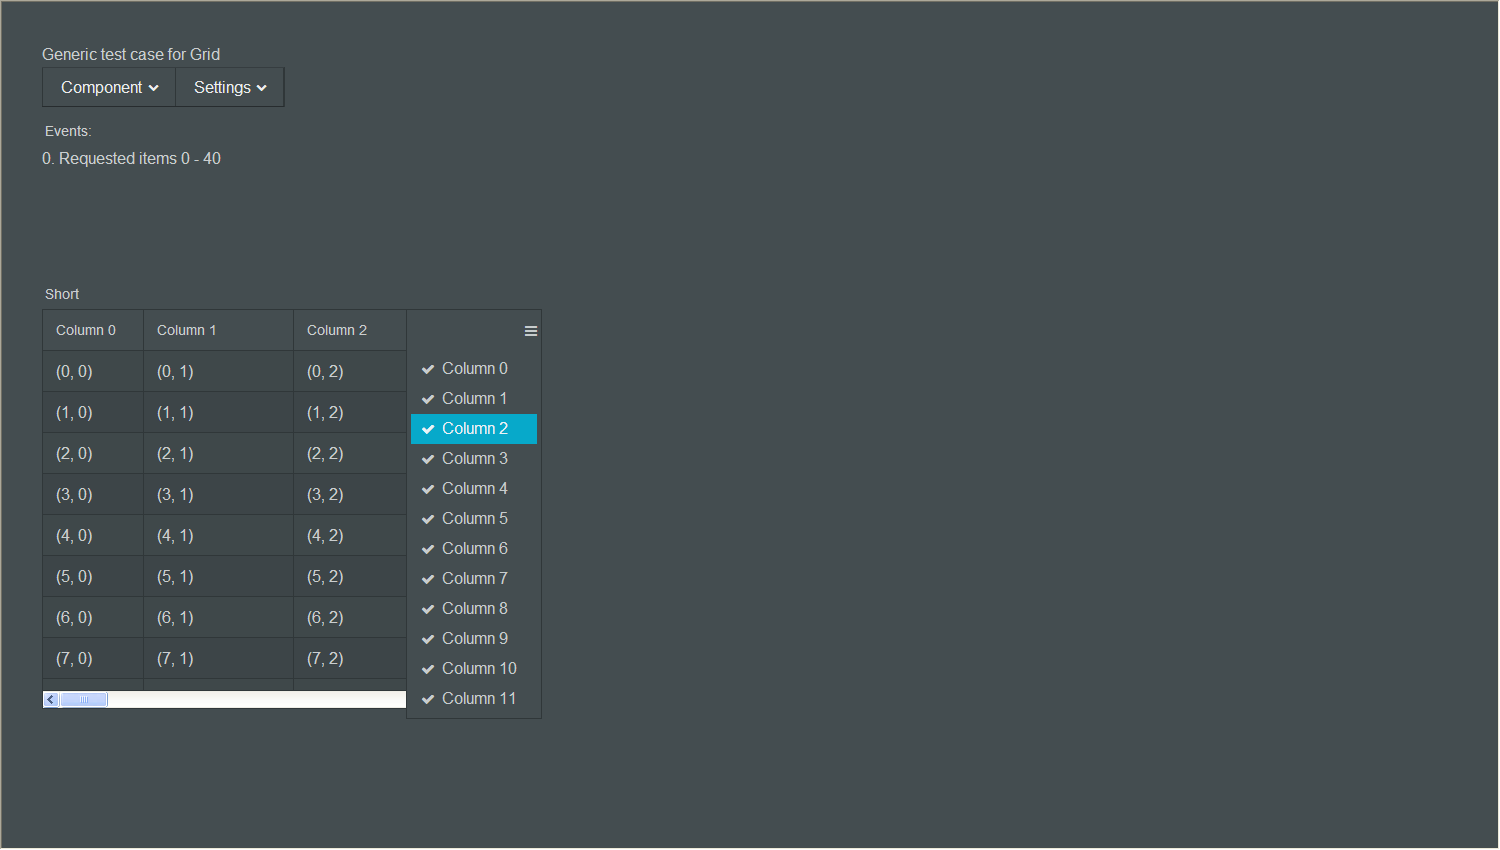 Generic test case for Grid
Component Settings
Events:
0. Requested items 0 - 40
Short
Column 0 Column 1 Column 2
(0, 0) (0, 1) (0, 2) Column 0
Column 1
(1, 0) (1, 1) (1, 2)
Column 2
(2, 0) (2, 1) (2, 2) Column 3
(3, 0) (3, 1) (3, 2) Column 4
Column 5
(4, 0) (4, 1) (4, 2)
Column 6
(5, 0) (5, 1) (5, 2) Column 7
Column 8
(6, 0) (6, 1) (6, 2)
Column 9
(7, 0) (7, 1) (7, 2) Column 10
Column 11